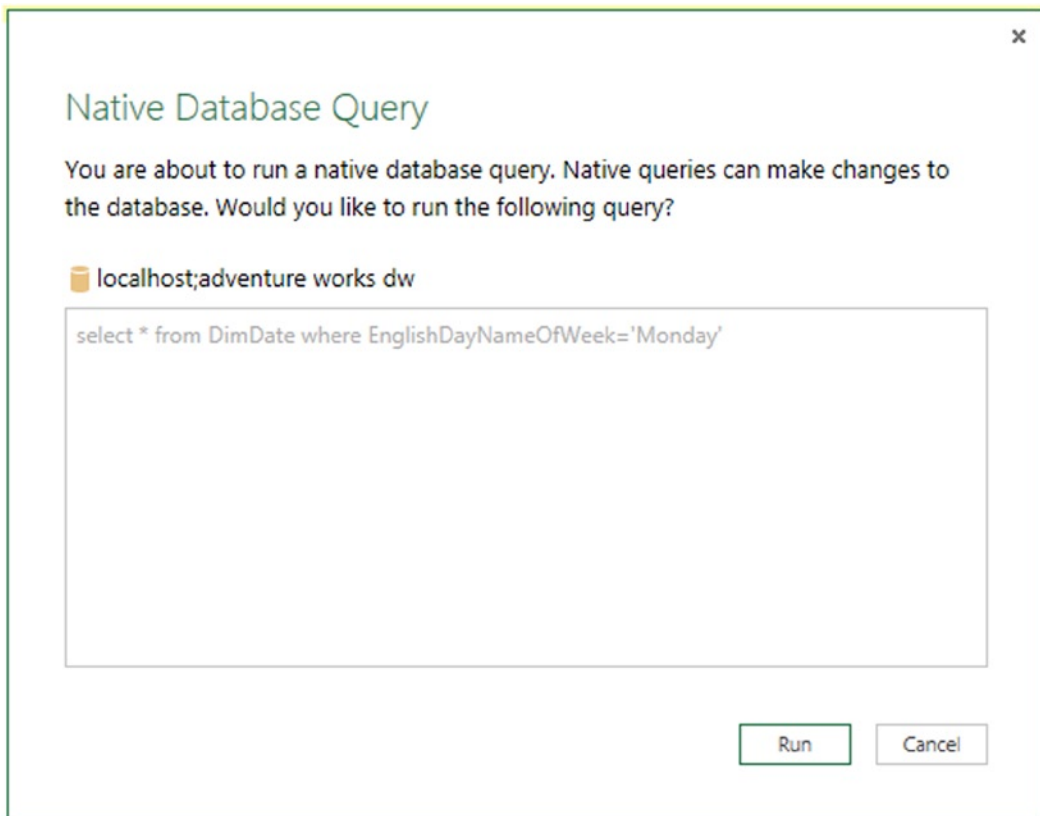 Native Database Query
You are about to run a native database query. Native queries can make changes to
the database. Would you like to run the following query?
localhost;adventure works dw
select * from DimDate where EnglishDayNameOfWeek='Monday'
Run Cancel